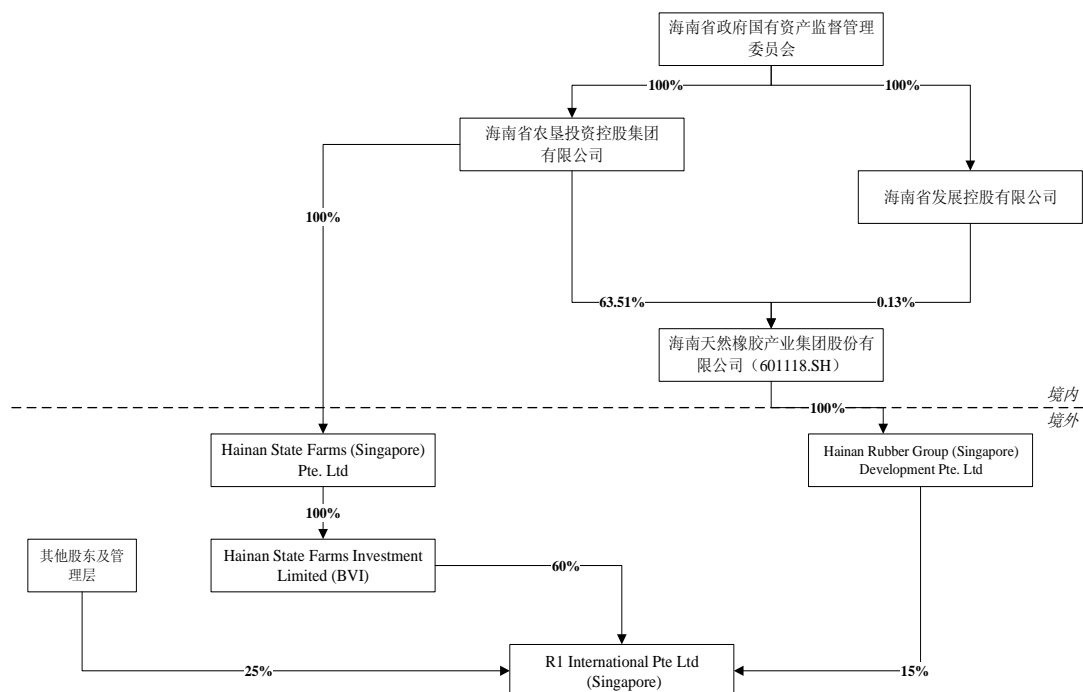 海南省政府国有资产监督管理
委员会
100%
100%
海南省农垦投资控股集团
有限公司
海南省发展控股有限公司
100%
63.51%
0.13%
海南天然橡胶产业集团股份有
限公司（601118.SH）
境内
100%
境外
Hainan State Farms (Singapore)
Pte. Ltd
Hainan Rubber Group (Singapore)
Development Pte. Ltd
100%
其他股东及管
理层
Hainan State Farms Investment
Limited (BVI)
60%
R1 International Pte Ltd
(Singapore)
25%
15%